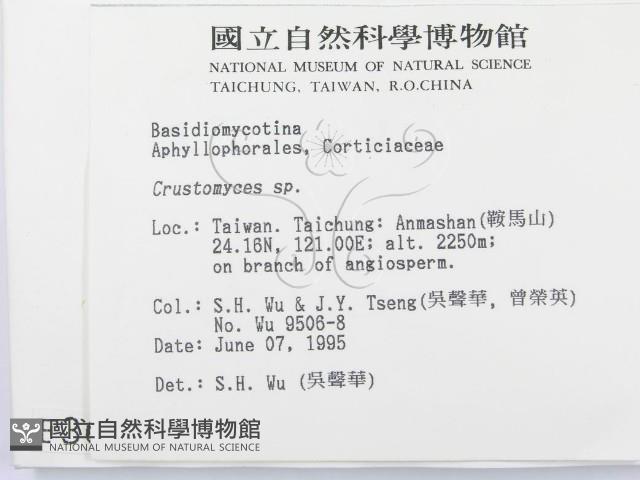 國立自然科學博物館
NATIONAL MUSEUM OF NATURAL SCIENCE
TAICHUNG, TAIWAN, R.O.CHINA
Basidiomycotina
Aphyllophorales, Corticiaceae
Crustomyces sp.
Loc.: Taiwan. Taichung: Anmashan(鞍馬山)
24.16N, 121.00E; alt. 2250m;
on branch of angiosperm.
Col.: S.H. Wu & J.Y. Tseng(吳聲華, 曾榮英)
No. Wu 9506-8
Date: June 07, 1995
Det.: S.H. Wu (吳聲華)
國立自然科學博物館
NATIONAL MUSEUM OF NATURAL SCIENCE